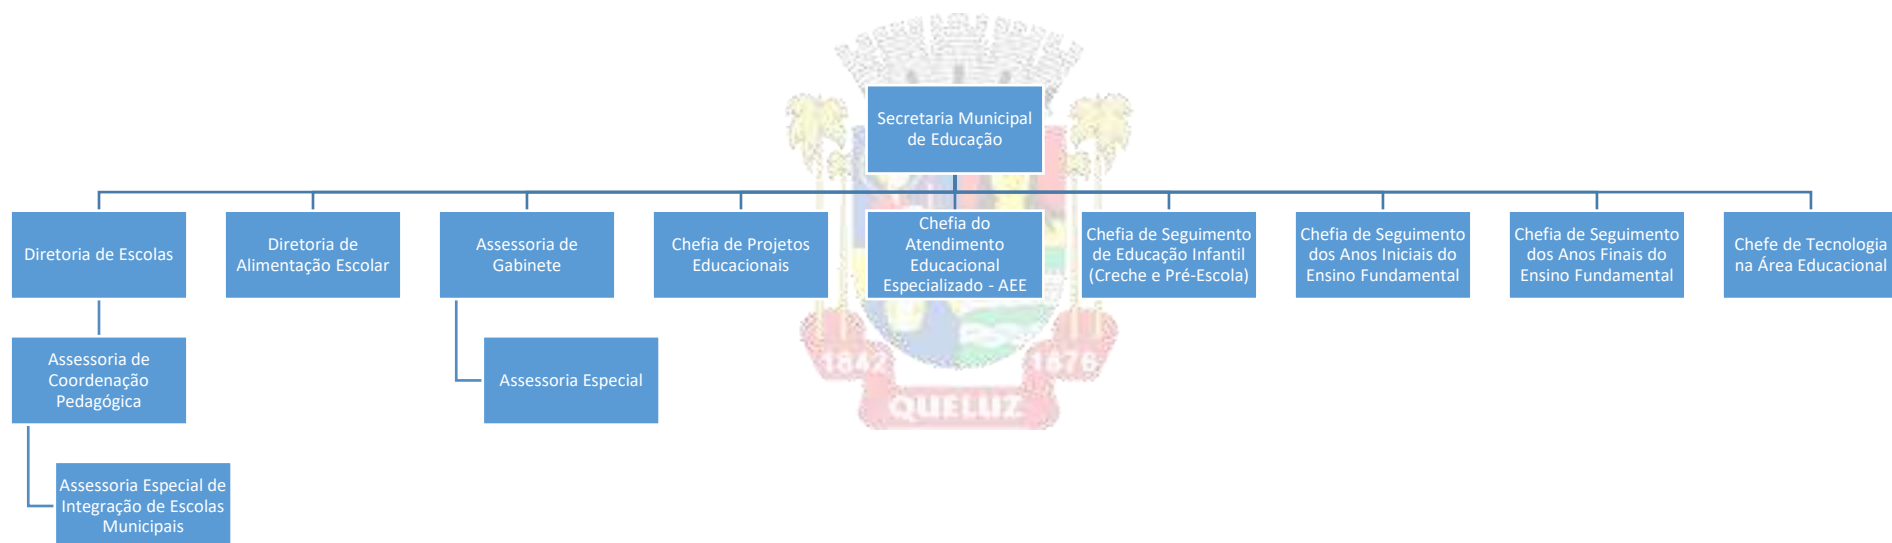 Secretaria Municipal
de Educação
Diretoria de Escolas
Diretoria de
Alimentação Escolar
Assessoria de
Gabinete
Chefia de Projetos
Educacionais
Chefia do
Atendimento
Educacional
Especializado - AEE
Chefia de Seguimento
de Educação Infantil
(Creche e Pré-Escola)
Chefia de Seguimento
dos Anos Iniciais do
Ensino Fundamental
Chefia de Seguimento
dos Anos Finais do
Ensino Fundamental
Chefe de Tecnologia
na Área Educacional
Assessoria de
Coordenação
Pedagógica
Assessoria Especial
Assessoria Especial de
Integração de Escolas
Municipais
1842
1876
QUELUZ